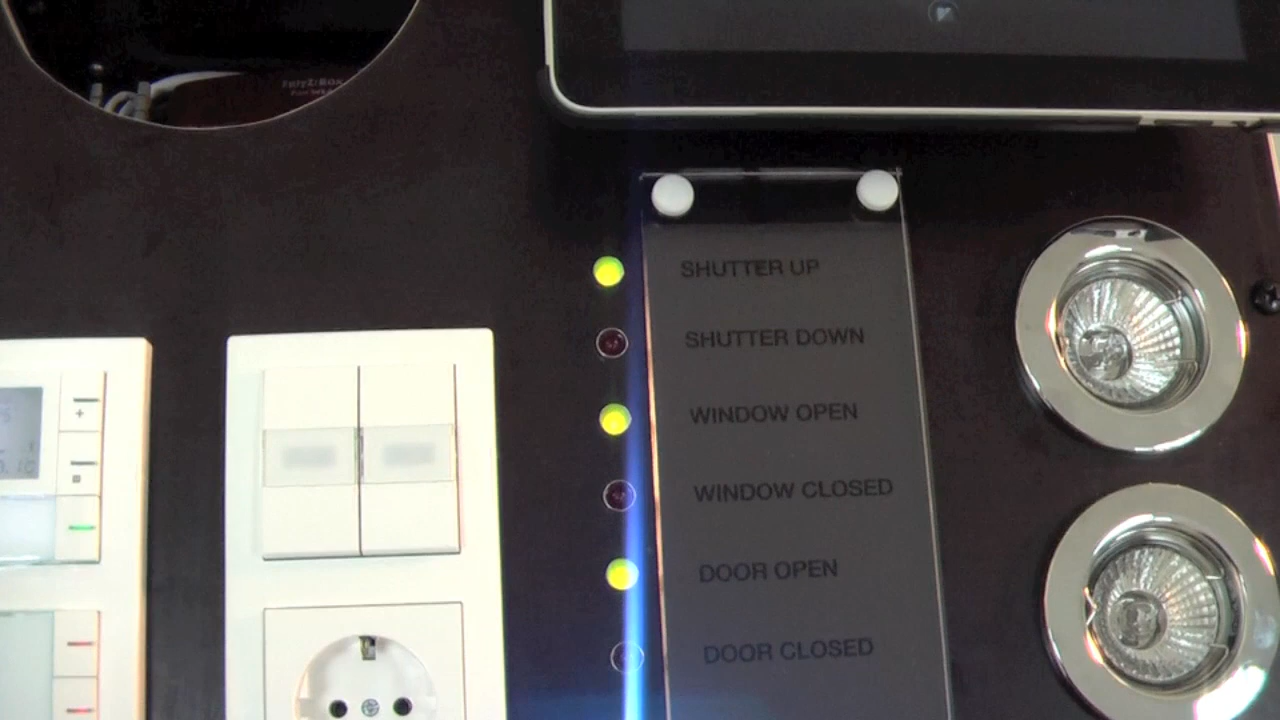 SHUTTER UP
SHUTTER DOWN
WINDOW OPEN
WINDOW CLOSED
DOOR OPEN
DOOR CLOSED